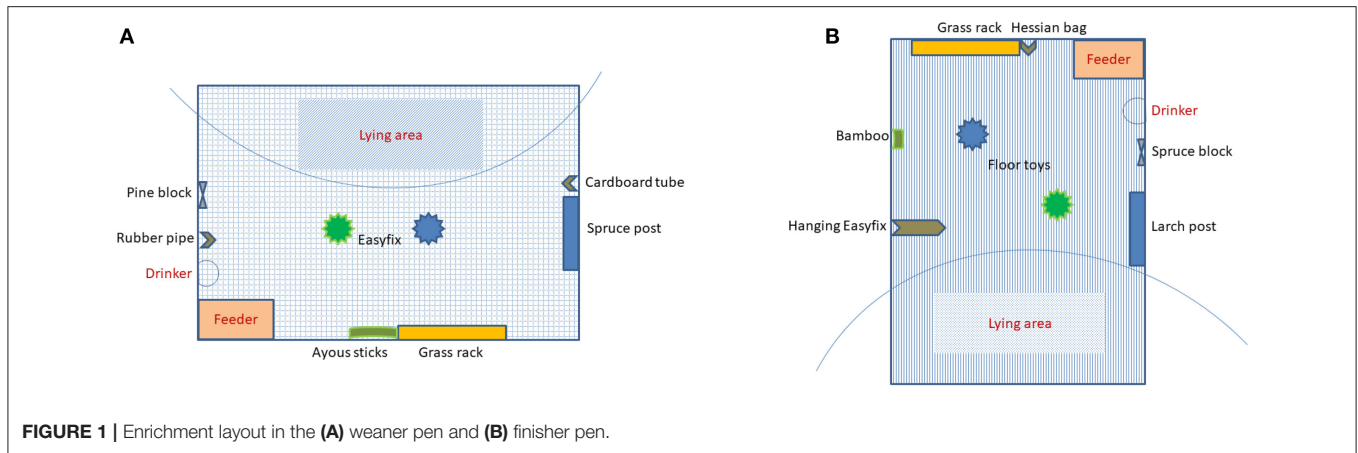 A
Lying area
Pine block
Cardboard tube
Rubber pipe
Easyfix
Spruce post
Drinker
Feeder
Ayous sticks
Grass rack
B
Grass rack
Hessian bag
Feeder
Drinker
Bamboo
Spruce block
Floor toys
Hanging Easyfix
Larch post
Lying area
FIGURE 1 | Enrichment layout in the (A) weaner pen and (B) finisher pen.